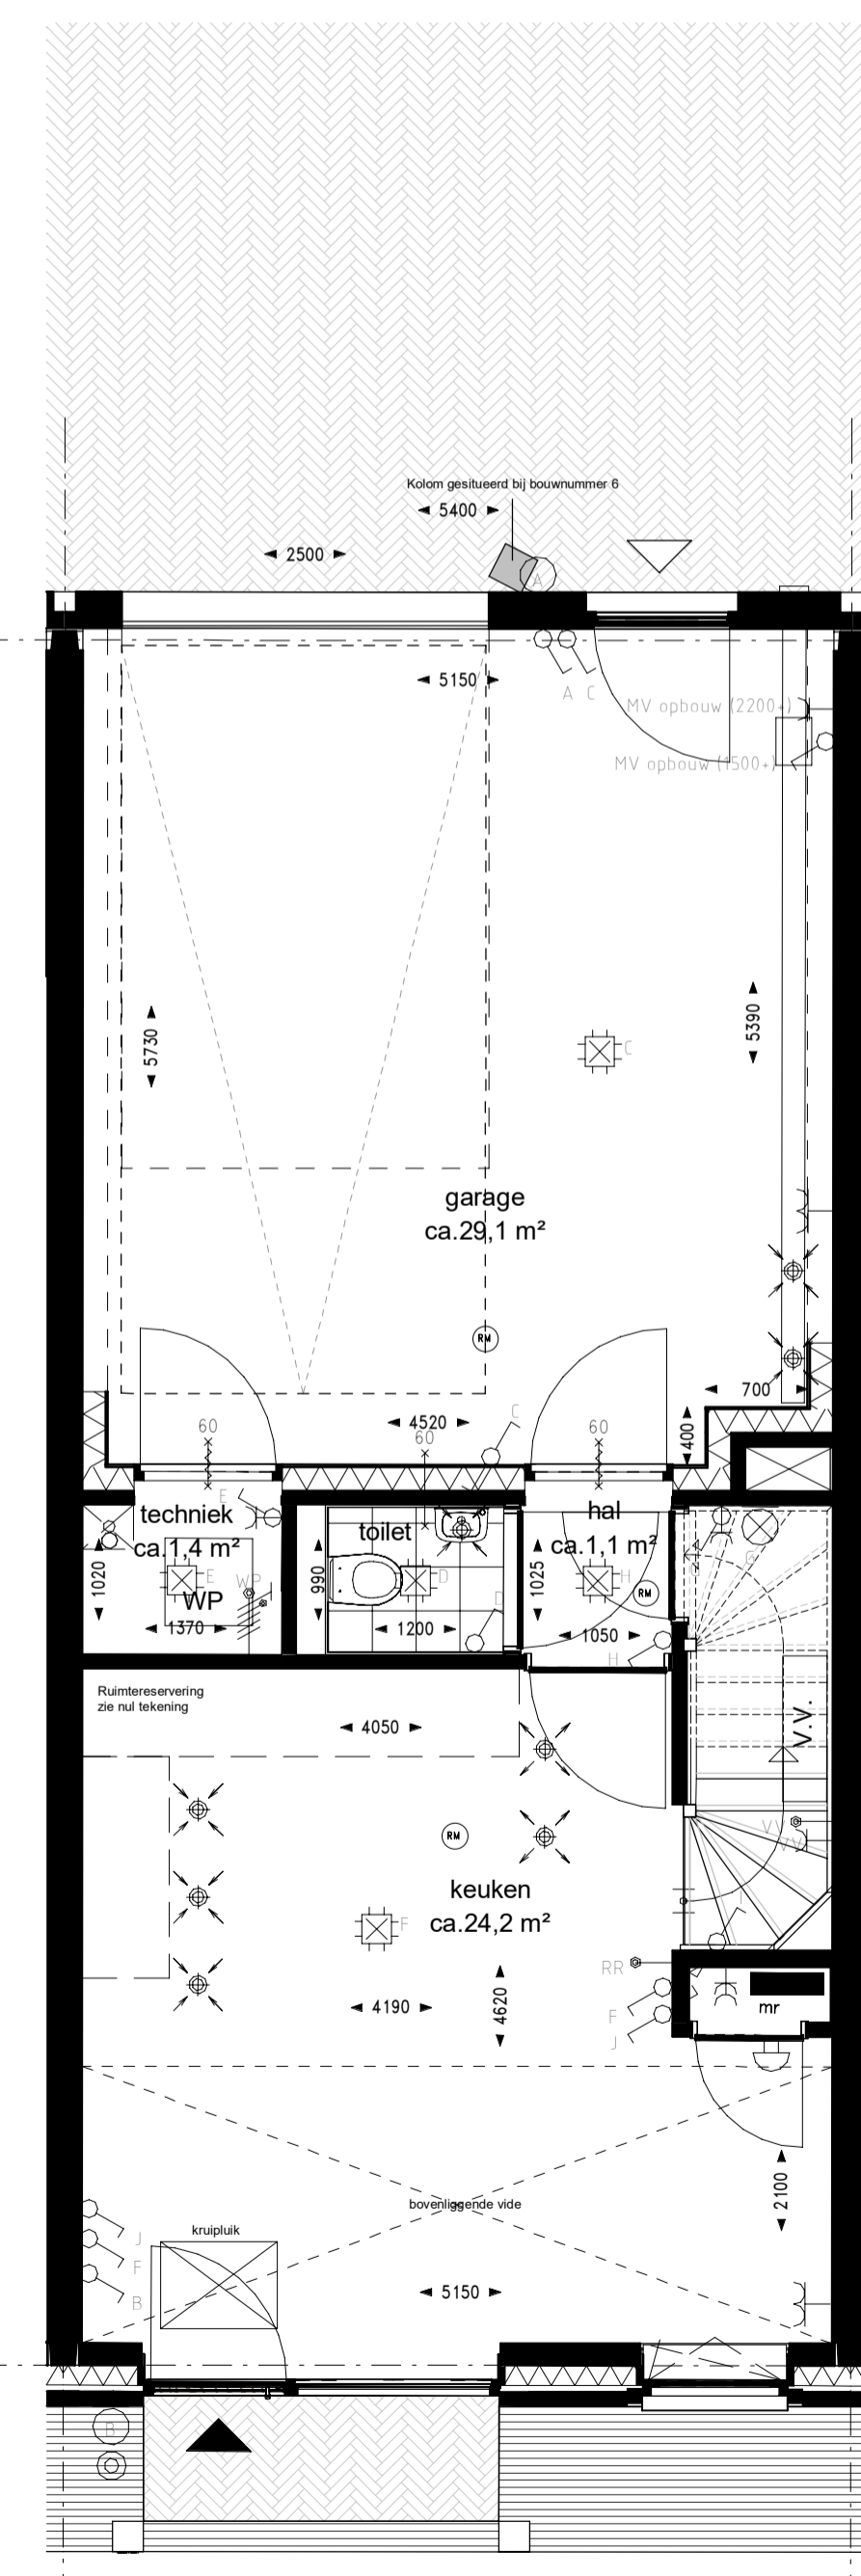 Kolom gesitueerd bij bouwnummer 6
5400
2500
A
5150
A C
MV opbouw (2200+)
MV opbouw (1500+)
5730
5390
C
garage
ca.29,1 m²
RM
700
4520
C
400
60
60
60
E
techniek
ca.1,4 m²
toilet
hal
ca.1,1 m²
G
1020
E
WP
WP
990
D
1025
H
RM
1370
1200
D
1050
H
Ruimtereservering
zie nul tekening
4050
V.V.
RM
VV
VV
keuken
ca.24,2 m²
F
RR
4190
4620
F
J
mr
2100
bovenliggende vide
kruipluik
J
F
B
5150
B